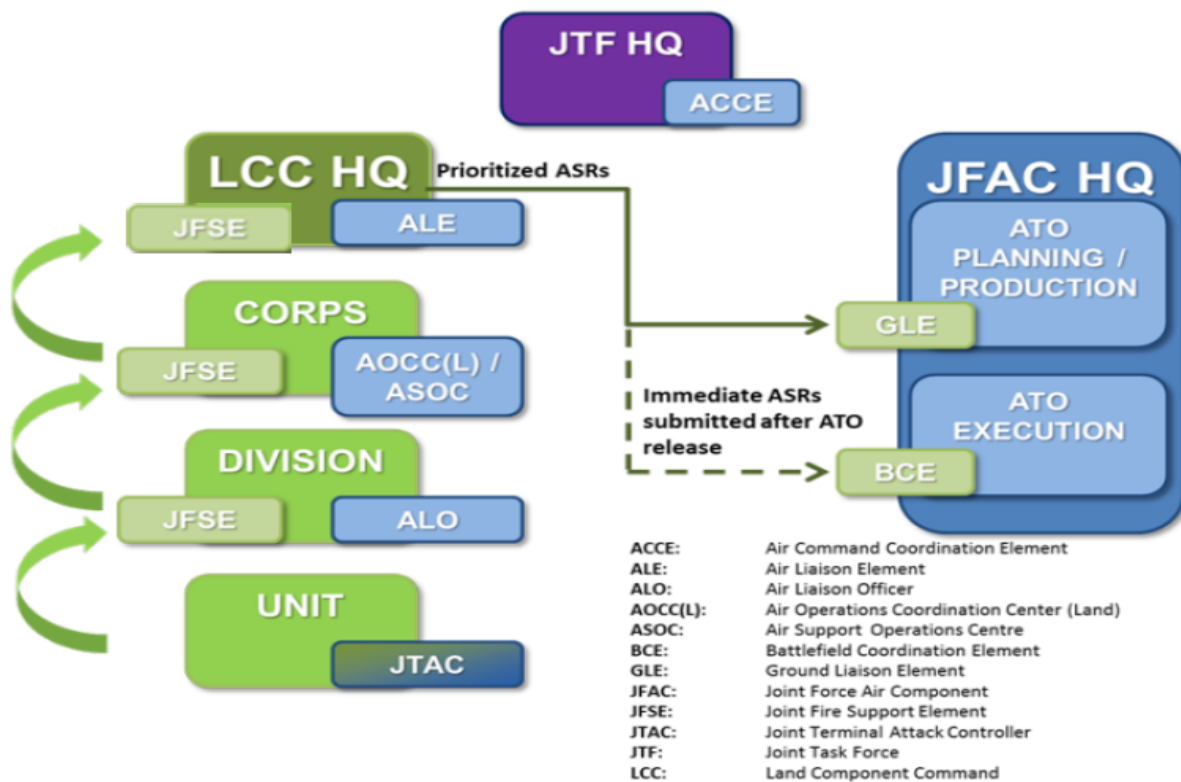 JTF HQ
ACCE
LCC HQ
JFSE
ALE
Prioritized ASRs
JFAC HQ
ATO
PLANNING /
PRODUCTION
GLE
CORPS
JFSE
AOCC(L) /
ASOC
Immediate ASRs
submitted after ATO
release
ATO
EXECUTION
BCE
DIVISION
JFSE
ALO
UNIT
JTAC
ACCE: Air Command Coordination Element
ALE: Air Liaison Element
ALO: Air Liaison Officer
AOCC(L): Air Operations Coordination Center (Land)
ASOC: Air Support Operations Centre
BCE: Battlefield Coordination Element
GLE: Ground Liaison Element
JFAC: Joint Force Air Component
JFSE: Joint Fire Support Element
JTAC: Joint Terminal Attack Controller
JTF: Joint Task Force
LCC: Land Component Command